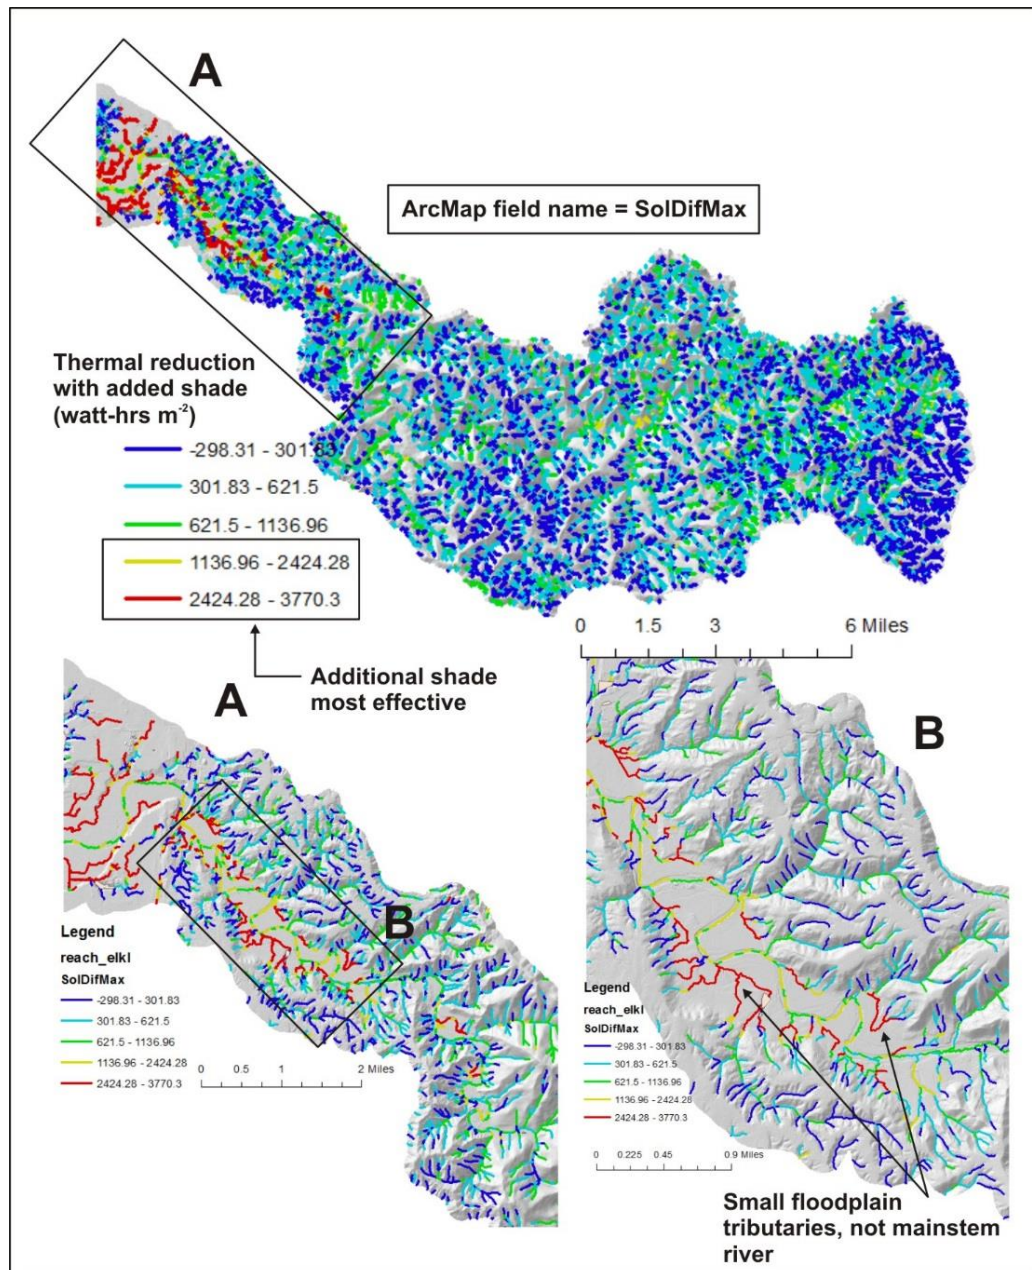 A
ArcMap field name = SolDifMax
Thermal reduction
with added shade
(watt-hrs m-2)
-298.31 - 301.83
301.83 - 621.5
621.5 - 1136.96
1136.96 - 2424.28
2424.28 - 3770.3
0 1.5 3 6 Miles
Additional shade
most effective
A
B
Legend
reach_elkl
SolDifMax
-298.31 - 301.83
301.83 - 621.5
621.5 - 1136.96
1136.96 - 2424.28
2424.28 - 3770.3
0 0.5 1 2 Miles
B
Legend
reach_elkl
SolDifMax
-298.31 - 301.83
301.83 - 621.5
621.5 - 1136.96
1136.96 - 2424.28
2424.28 - 3770.3
0 0.225 0.45 0.9 Miles
Small floodplain
tributaries, not mainstem
river